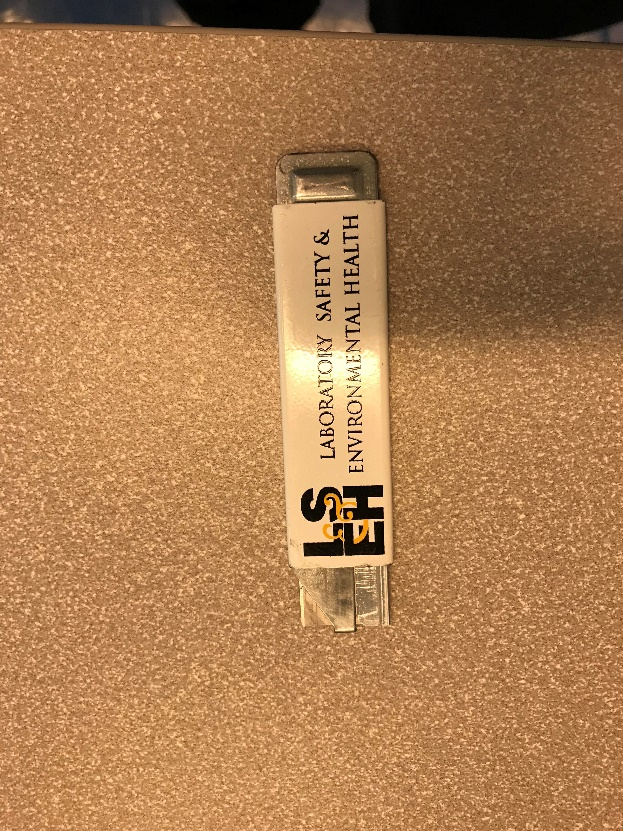 LABORATORY SAFETY &
ENVIRONMENTAL HEALTH
LS&
EH